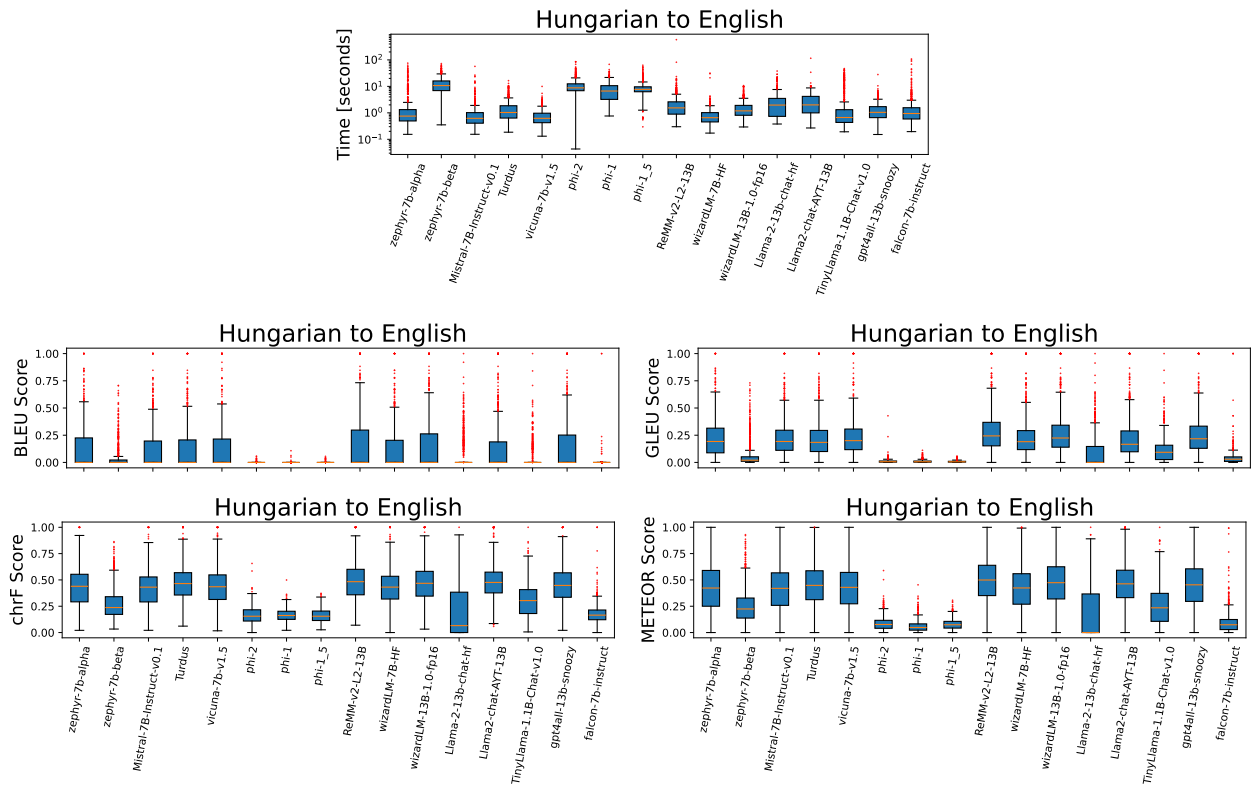 Hungarian to English
Time [seconds]
10²
10¹
10⁰
10⁻¹
zephyr-7b-alpha
zephyr-7b-beta
Mistral-7B-Instruct-v0.1
Turdus
vicuna-7b-v1.5
phi-2
phi-1
phi-1_5
ReMM-v2-L2-13B
wizardLM-7B-HF
wizardLM-13B-1.0-fp16
Llama-2-13b-chat-hf
Llama2-chat-AYT-13B
TinyLlama-1.1B-Chat-v1.0
gpt4all-13b-snoozy
falcon-7b-instruct
Hungarian to English
BLEU Score
1.00
0.75
0.50
0.25
0.00
Hungarian to English
GLEU Score
1.00
0.75
0.50
0.25
0.00
Hungarian to English
chrF Score
1.00
0.75
0.50
0.25
0.00
zephyr-7b-alpha
zephyr-7b-beta
Mistral-7B-Instruct-v0.1
Turdus
vicuna-7b-v1.5
phi-2
phi-1
phi-1_5
ReMM-v2-L2-13B
wizardLM-7B-HF
wizardLM-13B-1.0-fp16
Llama-2-13b-chat-hf
Llama2-chat-AYT-13B
TinyLlama-1.1B-Chat-v1.0
gpt4all-13b-snoozy
falcon-7b-instruct
Hungarian to English
METEOR Score
1.00
0.75
0.50
0.25
0.00
zephyr-7b-alpha
zephyr-7b-beta
Mistral-7B-Instruct-v0.1
Turdus
vicuna-7b-v1.5
phi-2
phi-1
phi-1_5
ReMM-v2-L2-13B
wizardLM-7B-HF
wizardLM-13B-1.0-fp16
Llama-2-13b-chat-hf
Llama2-chat-AYT-13B
TinyLlama-1.1B-Chat-v1.0
gpt4all-13b-snoozy
falcon-7b-instruct